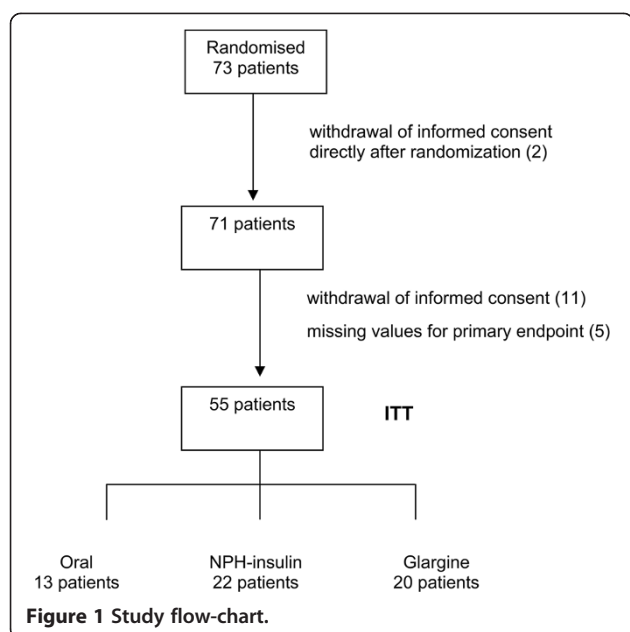 Randomised
73 patients
withdrawal of informed consent
directly after randomization (2)
71 patients
withdrawal of informed consent (11)
missing values for primary endpoint (5)
55 patients
ITT
Oral
13 patients
NPH-insulin
22 patients
Glargine
20 patients
Figure 1 Study flow-chart.